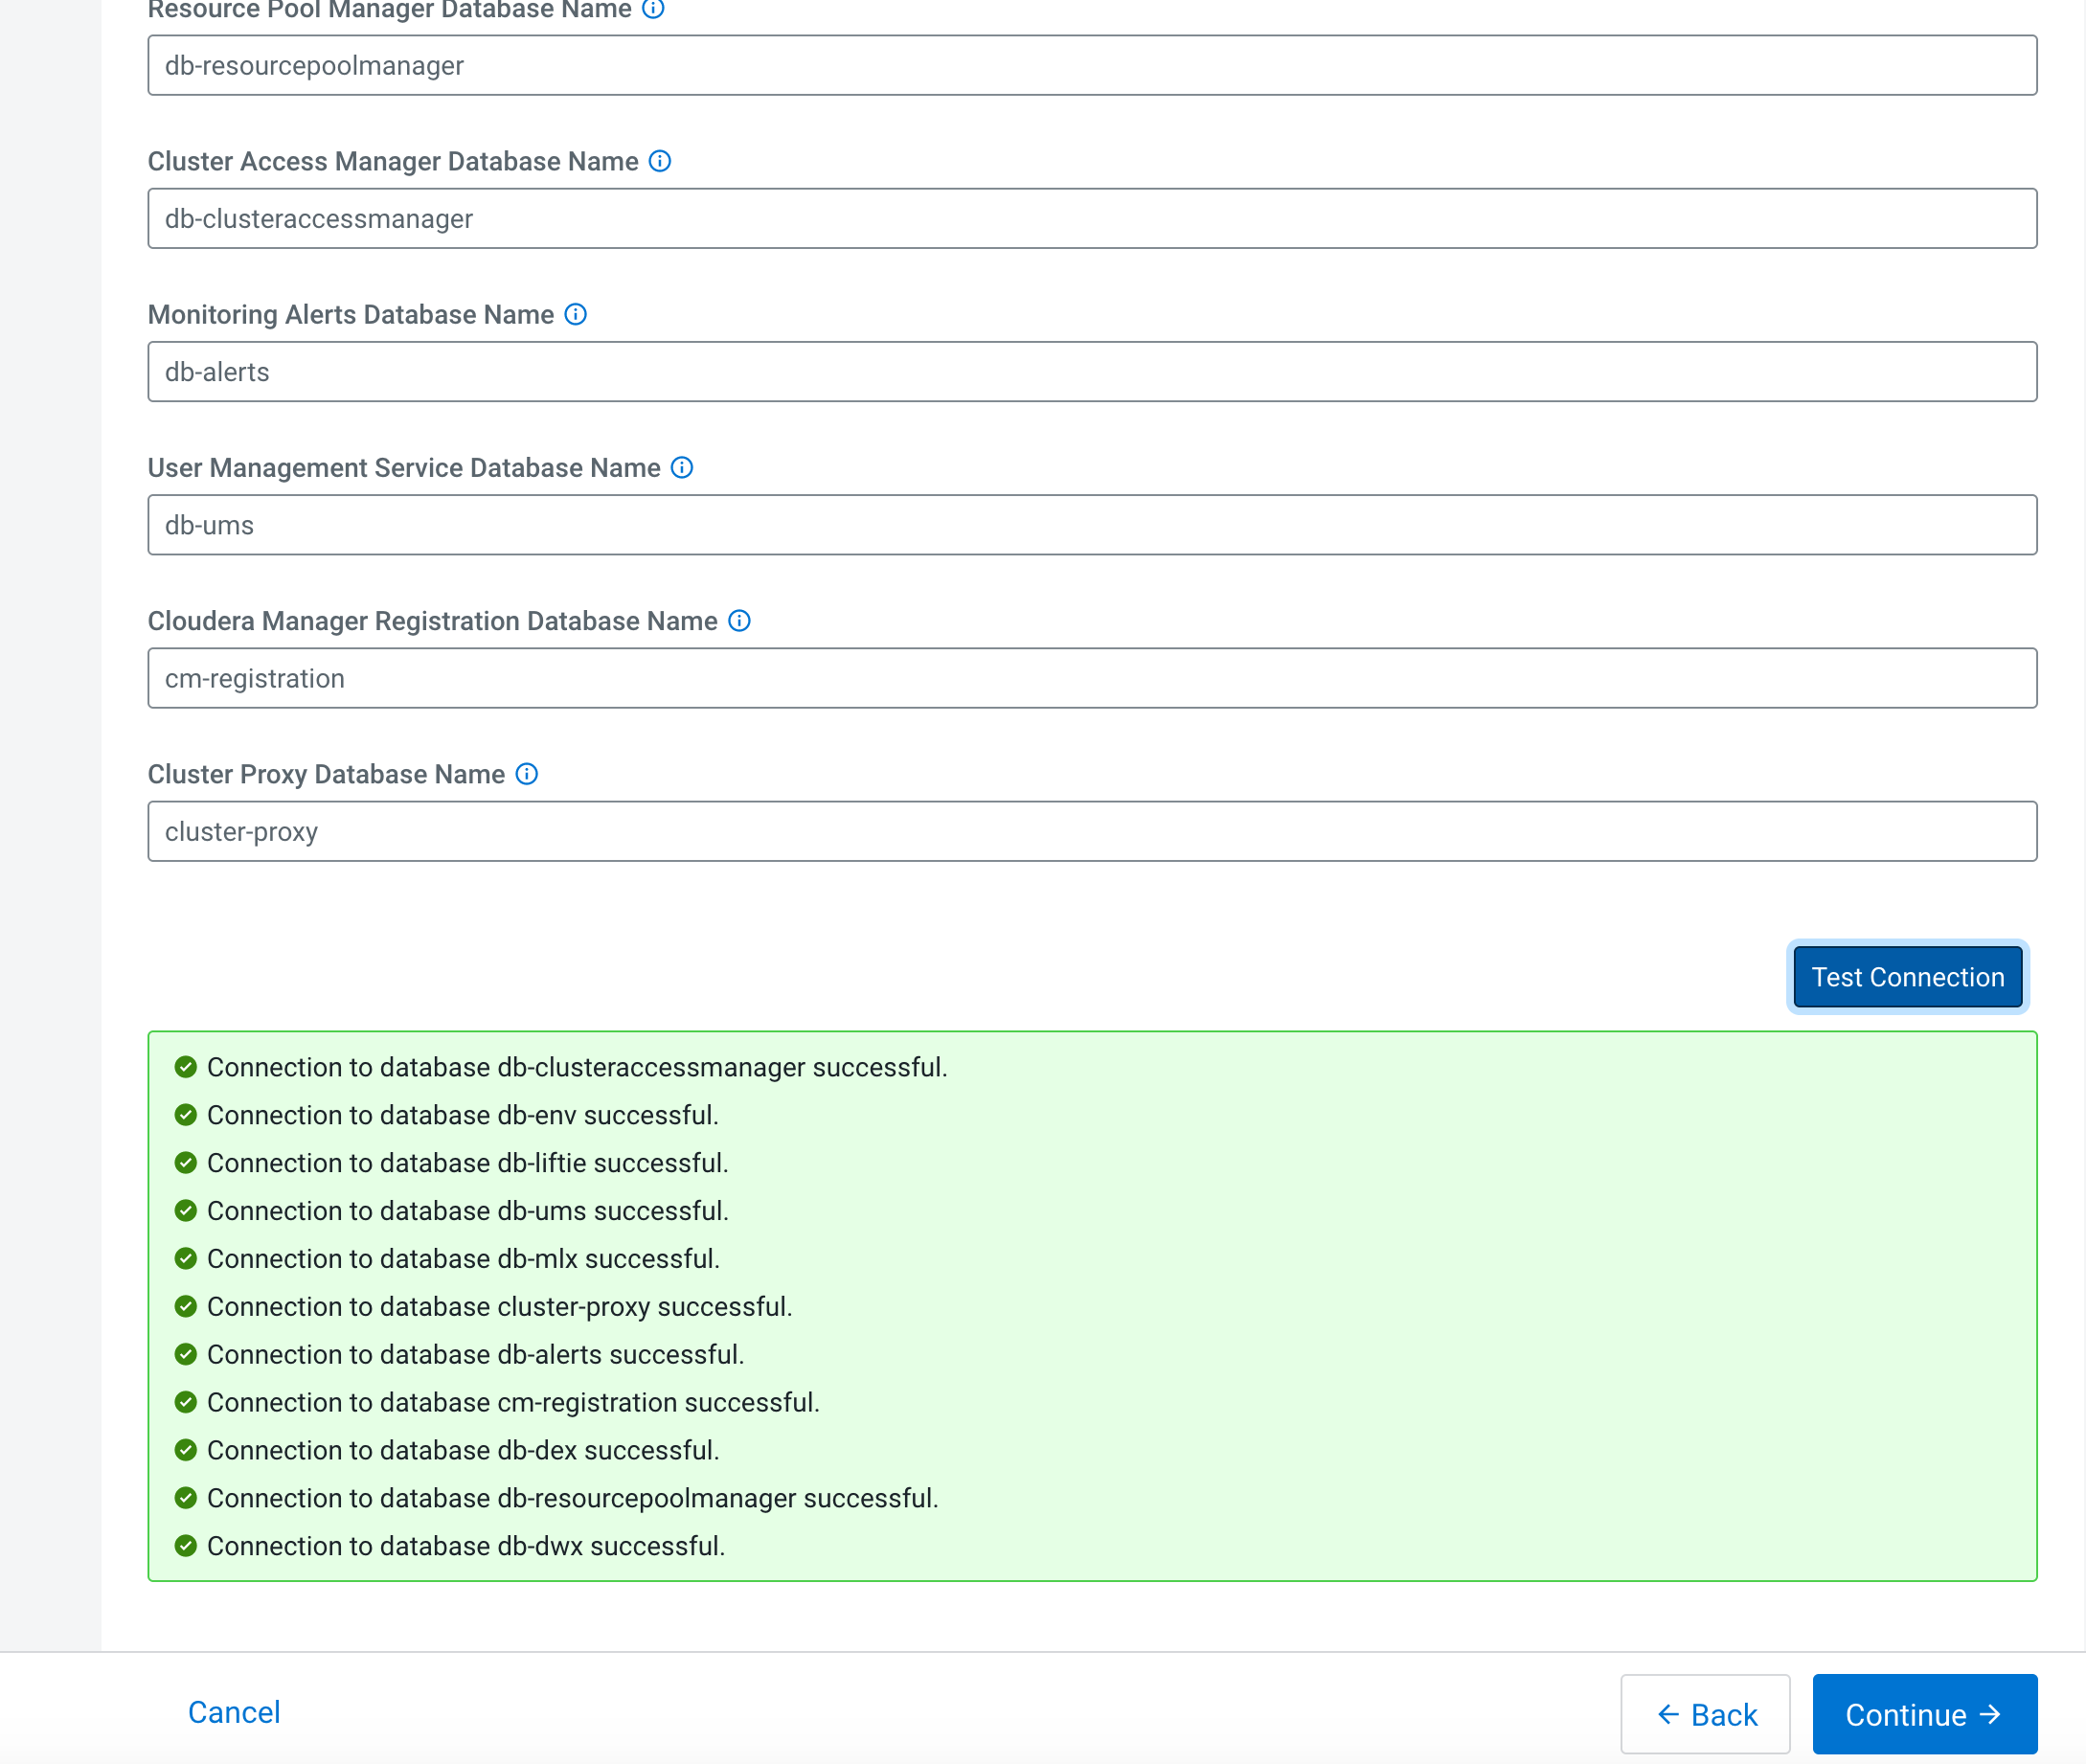 Resource Pool Manager Database Name
db-resourcepoolmanager
Cluster Access Manager Database Name
db-clusteraccessmanager
Monitoring Alerts Database Name
db-alerts
User Management Service Database Name
db-ums
Cloudera Manager Registration Database Name
cm-registration
Cluster Proxy Database Name
cluster-proxy
Test Connection
Connection to database db-clusteraccessmanager successful.
Connection to database db-env successful.
Connection to database db-liftie successful.
Connection to database db-ums successful.
Connection to database db-mlx successful.
Connection to database cluster-proxy successful.
Connection to database db-alerts successful.
Connection to database cm-registration successful.
Connection to database db-dex successful.
Connection to database db-resourcepoolmanager successful.
Connection to database db-dwx successful.
Cancel
← Back
Continue →